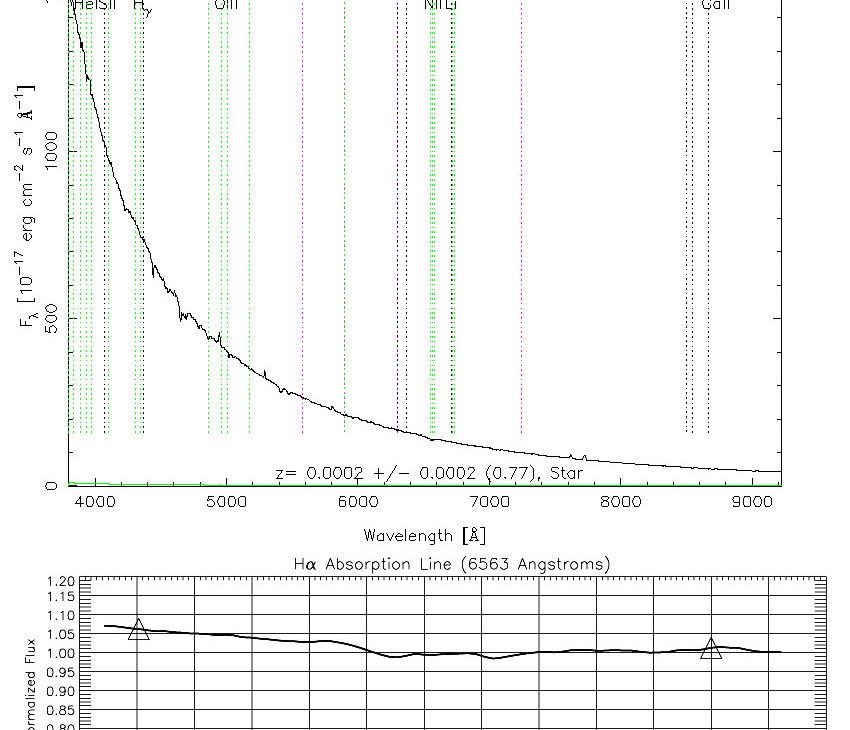 HeISII Hγ OIII NIILi CaII
1000
500
0
Fλ [10−17 erg cm−2 s−1 Å−1]
z= 0.0002 +/− 0.0002 (0.77), Star
4000 5000 6000 7000 8000 9000
Wavelength [Å]
Hα Absorption Line (6563 Angstroms)
1.20
1.15
1.10
1.05
1.00
0.95
0.90
0.85
0.80
ormalized Flux